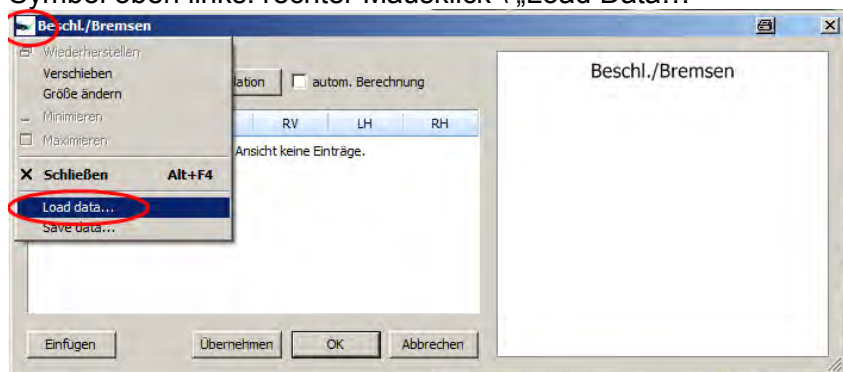 Symbol oben links: rechter Mausklick \ „Load Data…
Beschl./Bremsen
Wiederherstellen
Verschieben
Größe ändern
Minimieren
Maximieren
Schließen Alt+F4
Load data...
Save data...
lation
autom. Berechnung
RV LH RH
Ansicht keine Einträge.
Einfügen
Übernehmen
OK
Abbrechen
Beschl./Bremsen